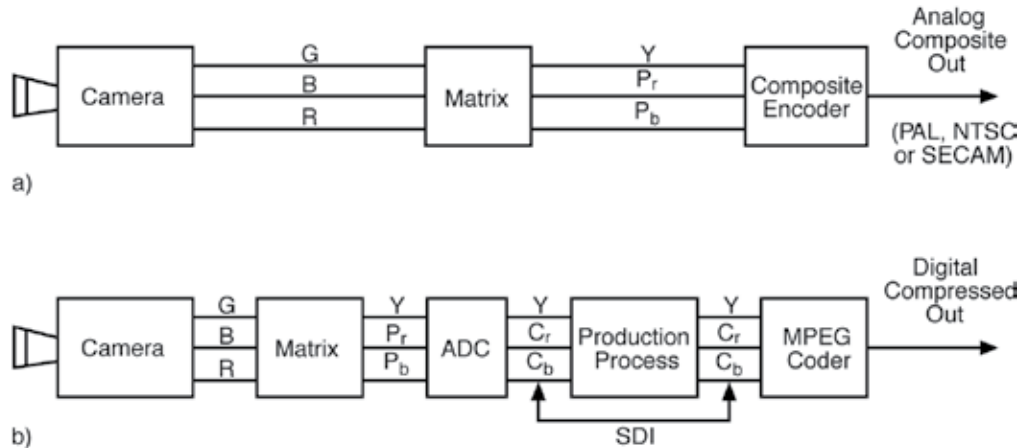 Analog
Composite
Out
G
Y
B
Pr
Camera
Matrix
Composite
Encoder
R
Pb
(PAL, NTSC
or SECAM)
a)
Digital
Compressed
Out
G
Y
Y
Y
B
Pr
Cr
Cr
Camera
Matrix
ADC
Production
Process
MPEG
Coder
R
Pb
Cb
Cb
SDI
b)